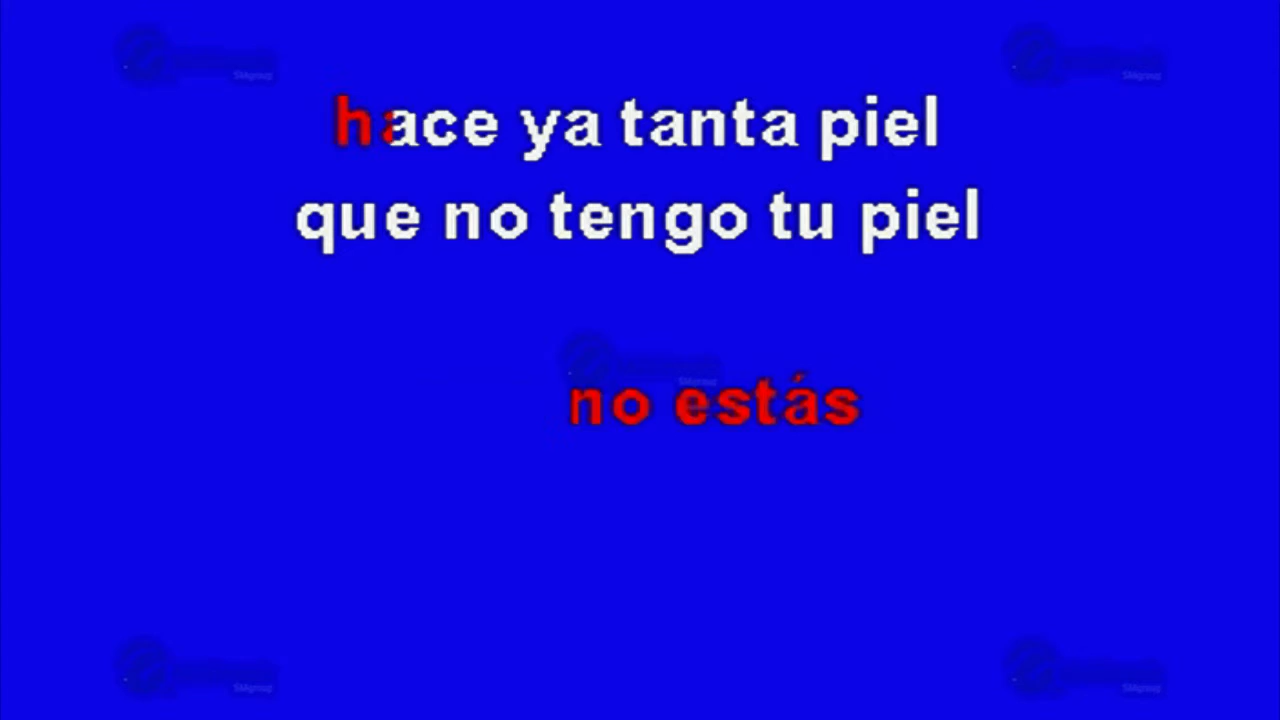 hace ya tanta piel
que no tengo tu piel
no estás